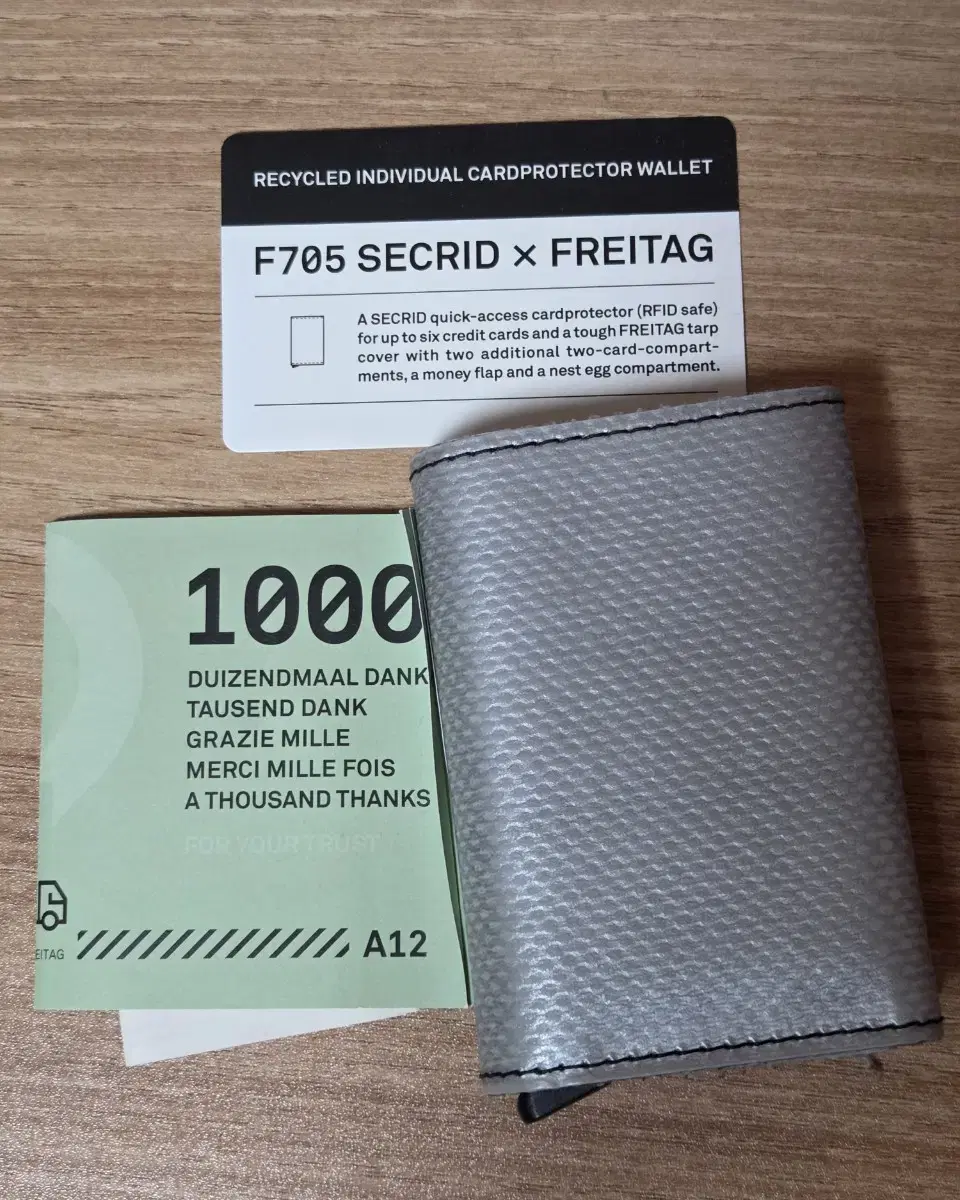 RECYCLED INDIVIDUAL CARDPROTECTOR WALLET
F705 SECRID × FREITAG
A SECRID quick-access cardprotector (RFID safe)
for up to six credit cards and a tough FREITAG tarp
cover with two additional two-card-compart-
ments, a money flap and a nest egg compartment.
1000
DUIZENDMAAL DANK
TAUSEND DANK
GRAZIE MILLE
MERCI MILLE FOIS
A THOUSAND THANKS
FOR YOUR TRUST
EITAG
A12